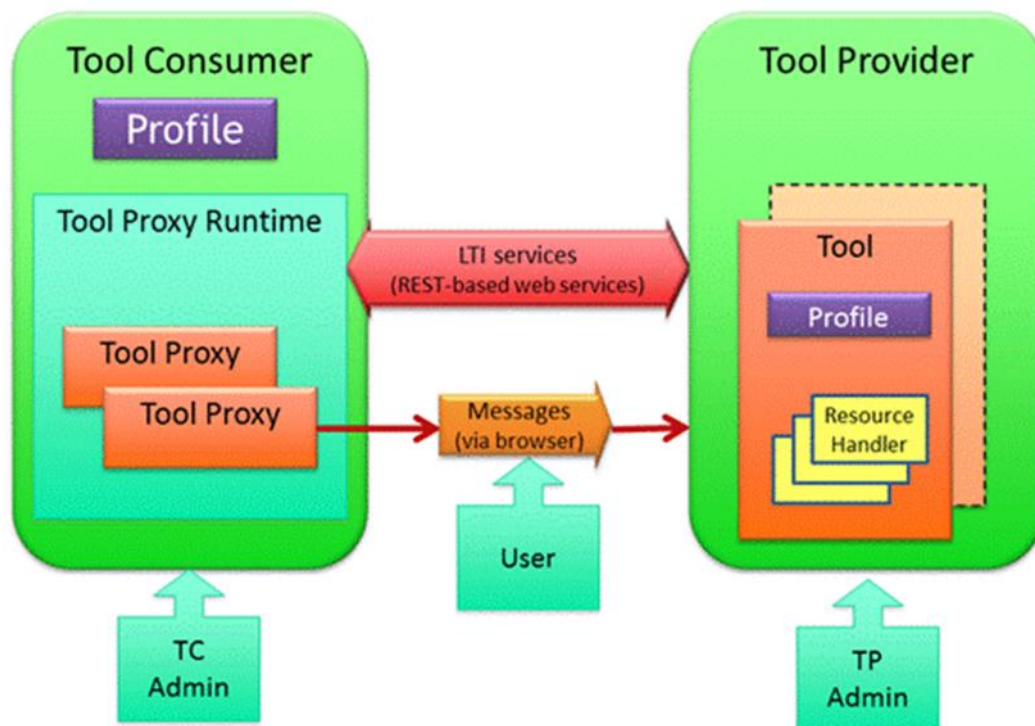 Tool Consumer
Profile
Tool Proxy Runtime
Tool Proxy
Tool Proxy
LTI services
(REST-based web services)
Messages
(via browser)
User
TC
Admin
Tool Provider
Tool
Profile
Resource
Handler
TP
Admin